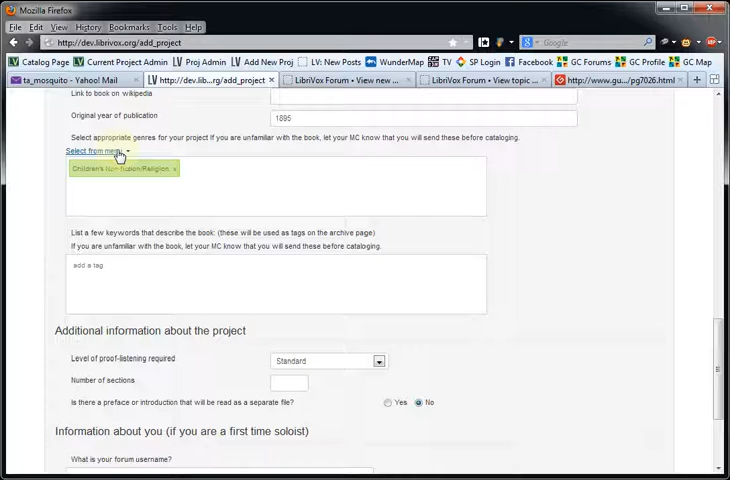 Mozilla Firefox
File Edit View History Bookmarks Tools Help
http://dev.librivox.org/add_project
Google
Catalog Page Current Project Admin Add New Proj LV: New Posts WunderMap TV SP Login Facebook GC Forums GC Profile GC Map
ta_mosquito - Yahoo! Mail
http://dev.lib...rg/add_project
LibriVox Forum • View new ...
LibriVox Forum • View topic ...
http://www.gu.../pg7026.html
Link to book on wikipedia
Original year of publication 1895
Select appropriate genres for your project If you are unfamiliar with the book, let your MC know that you will send these before cataloging.
Select from menu
Children's Non-fiction/Religion x
List a few keywords that describe the book: (these will be used as tags on the archive page)
If you are unfamiliar with the book, let your MC know that you will send these before cataloging.
add a tag
Additional information about the project
Level of proof-listening required Standard
Number of sections
Is there a preface or introduction that will be read as a separate file? Yes No
Information about you (if you are a first time soloist)
What is your forum username?